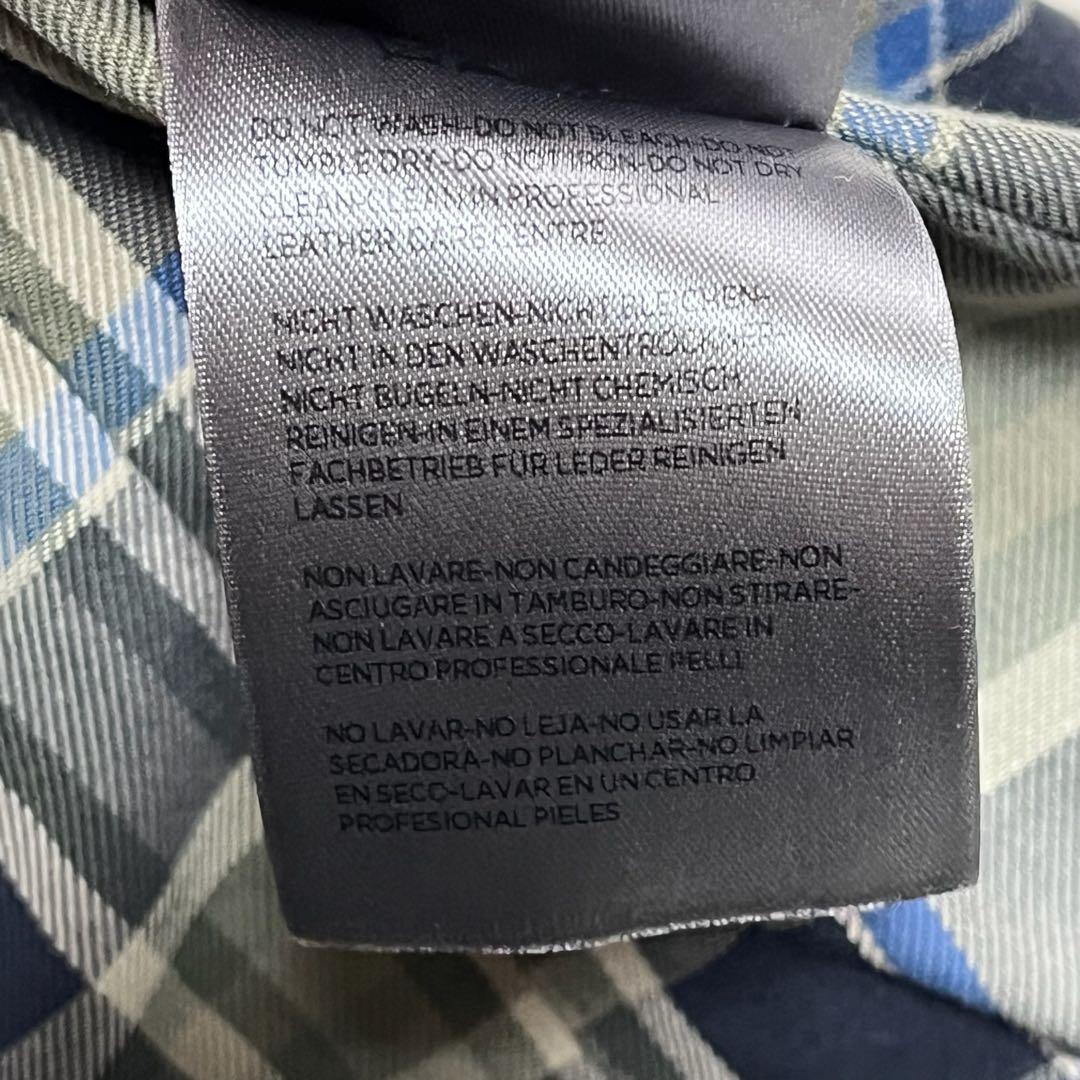 DO NOT WASH-DO NOT BLEACH-DO NOT
TUMBLE DRY-DO NOT IRON-DO NOT DRY
CLEAN-CLEAN IN PROFESSIONAL
LEATHER CARE CENTRE
NICHT WASCHEN-NICHT BLEICHEN-
NICHT IN DEN WASCHENTROCKNER-
NICHT BUGELN-NICHT CHEMISCH
REINIGEN-IN EINEM SPEZIALISIERTEN
FACHBETRIEB FÜR LEDER REINIGEN
LASSEN
NON LAVARE-NON CANDEGGIARE-NON
ASCIUGARE IN TAMBURO-NON STIRARE-
NON LAVARE A SECCO-LAVARE IN
CENTRO PROFESSIONALE PELLI
NO LAVAR-NO LEJA-NO USAR LA
SECADORA-NO PLANCHAR-NO LIMPIAR
EN SECO-LAVAR EN UN CENTRO
PROFESIONAL PIELES